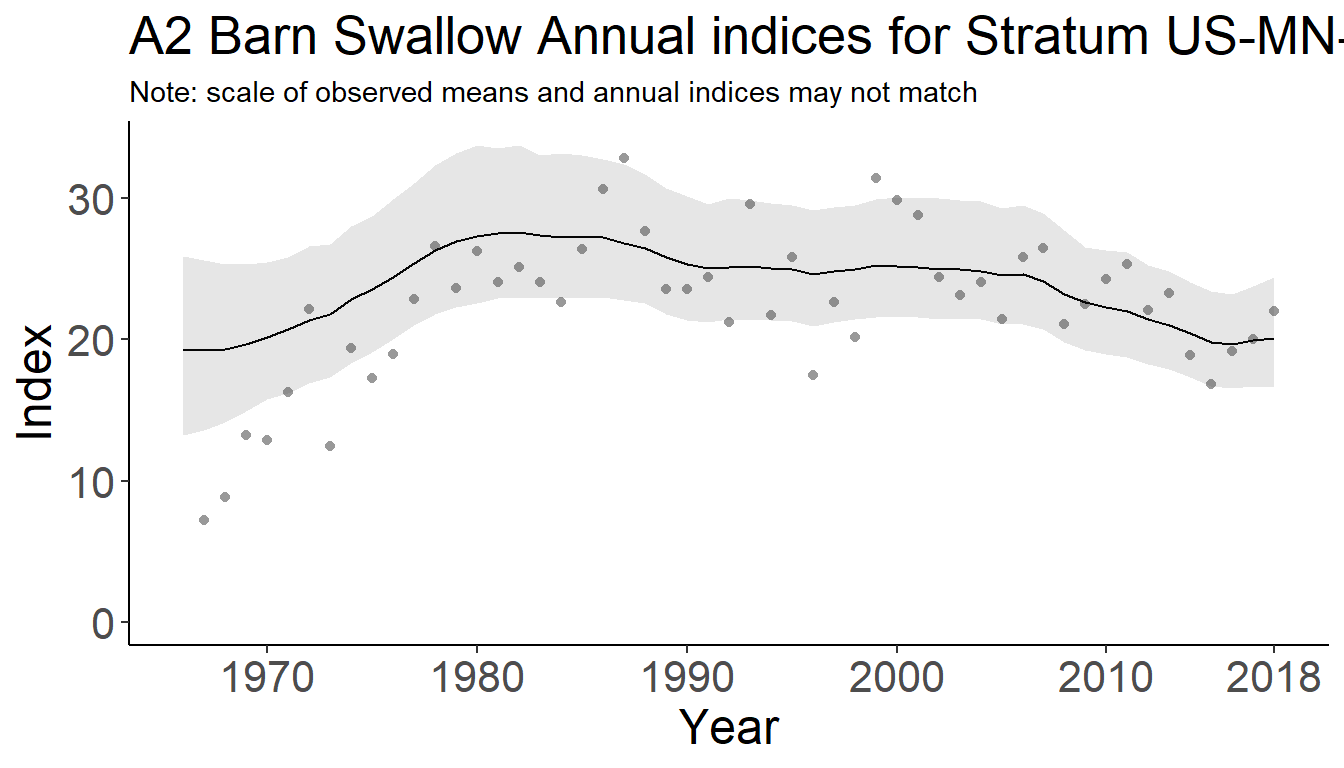 A2 Barn Swallow Annual indices for Stratum US-MN-
Note: scale of observed means and annual indices may not match
Index
30
20
10
0
1970 1980 1990 2000 2010 2018
Year